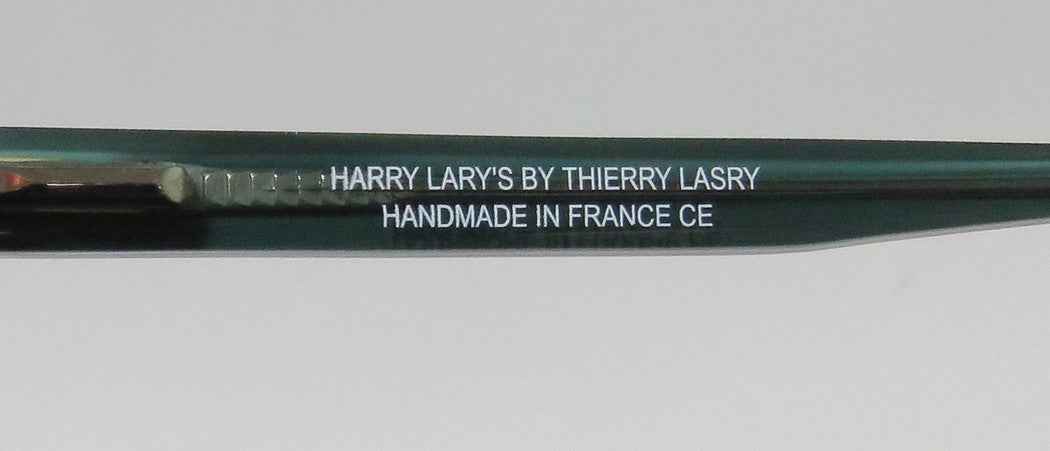 HARRY LARY'S BY THIERRY LASRY
HANDMADE IN FRANCE CE